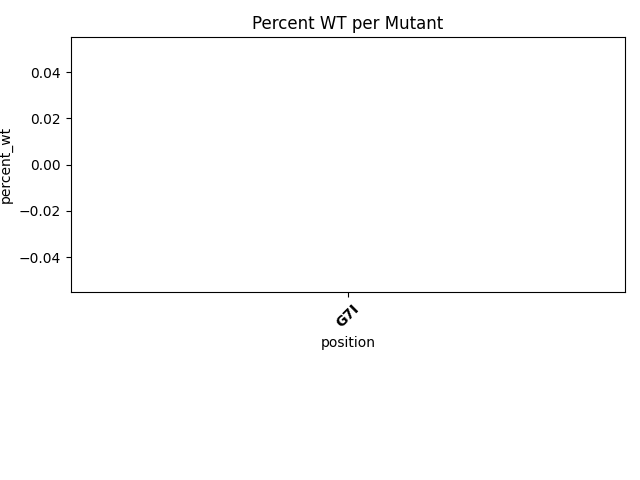 Percent WT per Mutant
percent_wt
0.04
0.02
0.00
−0.02
−0.04
G7I
position